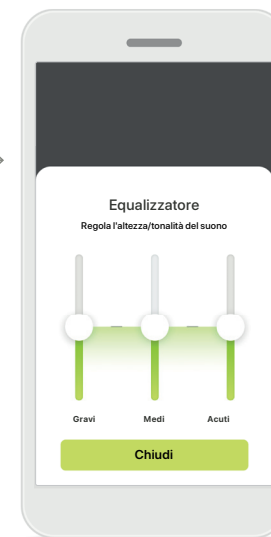 Equalizzatore
Regola l'altezza/tonalità del suono
Gravi Medi Acuti
Chiudi